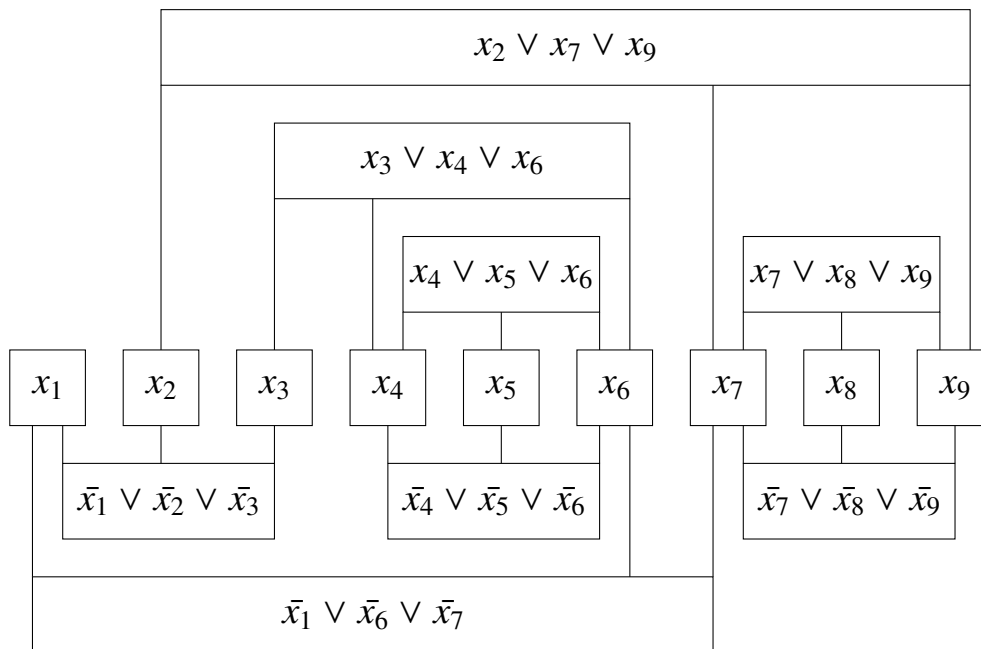 x₂ ∨ x₇ ∨ x₉
x₃ ∨ x₄ ∨ x₆
x₄ ∨ x₅ ∨ x₆ x₇ ∨ x₈ ∨ x₉
x₁ x₂ x₃ x₄ x₅ x₆ x₇ x₈ x₉
x̄₁ ∨ x̄₂ ∨ x̄₃ x̄₄ ∨ x̄₅ ∨ x̄₆ x̄₇ ∨ x̄₈ ∨ x̄₉
x̄₁ ∨ x̄₆ ∨ x̄₇